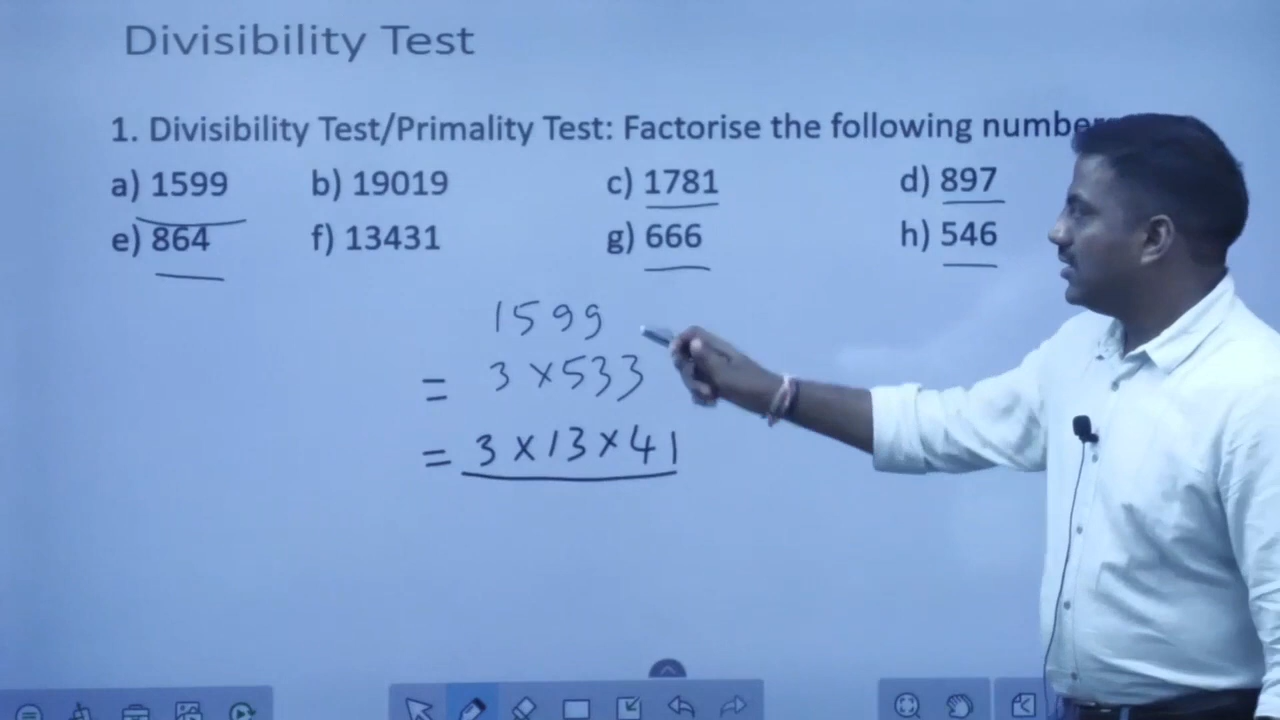 Divisibility Test
1. Divisibility Test/Primality Test: Factorise the following
a) 1599 b) 19019 c) 1781 d) 897
e) 864 f) 13431 g) 666 h) 546
1599
= 3 × 533
= 3 × 13 × 41